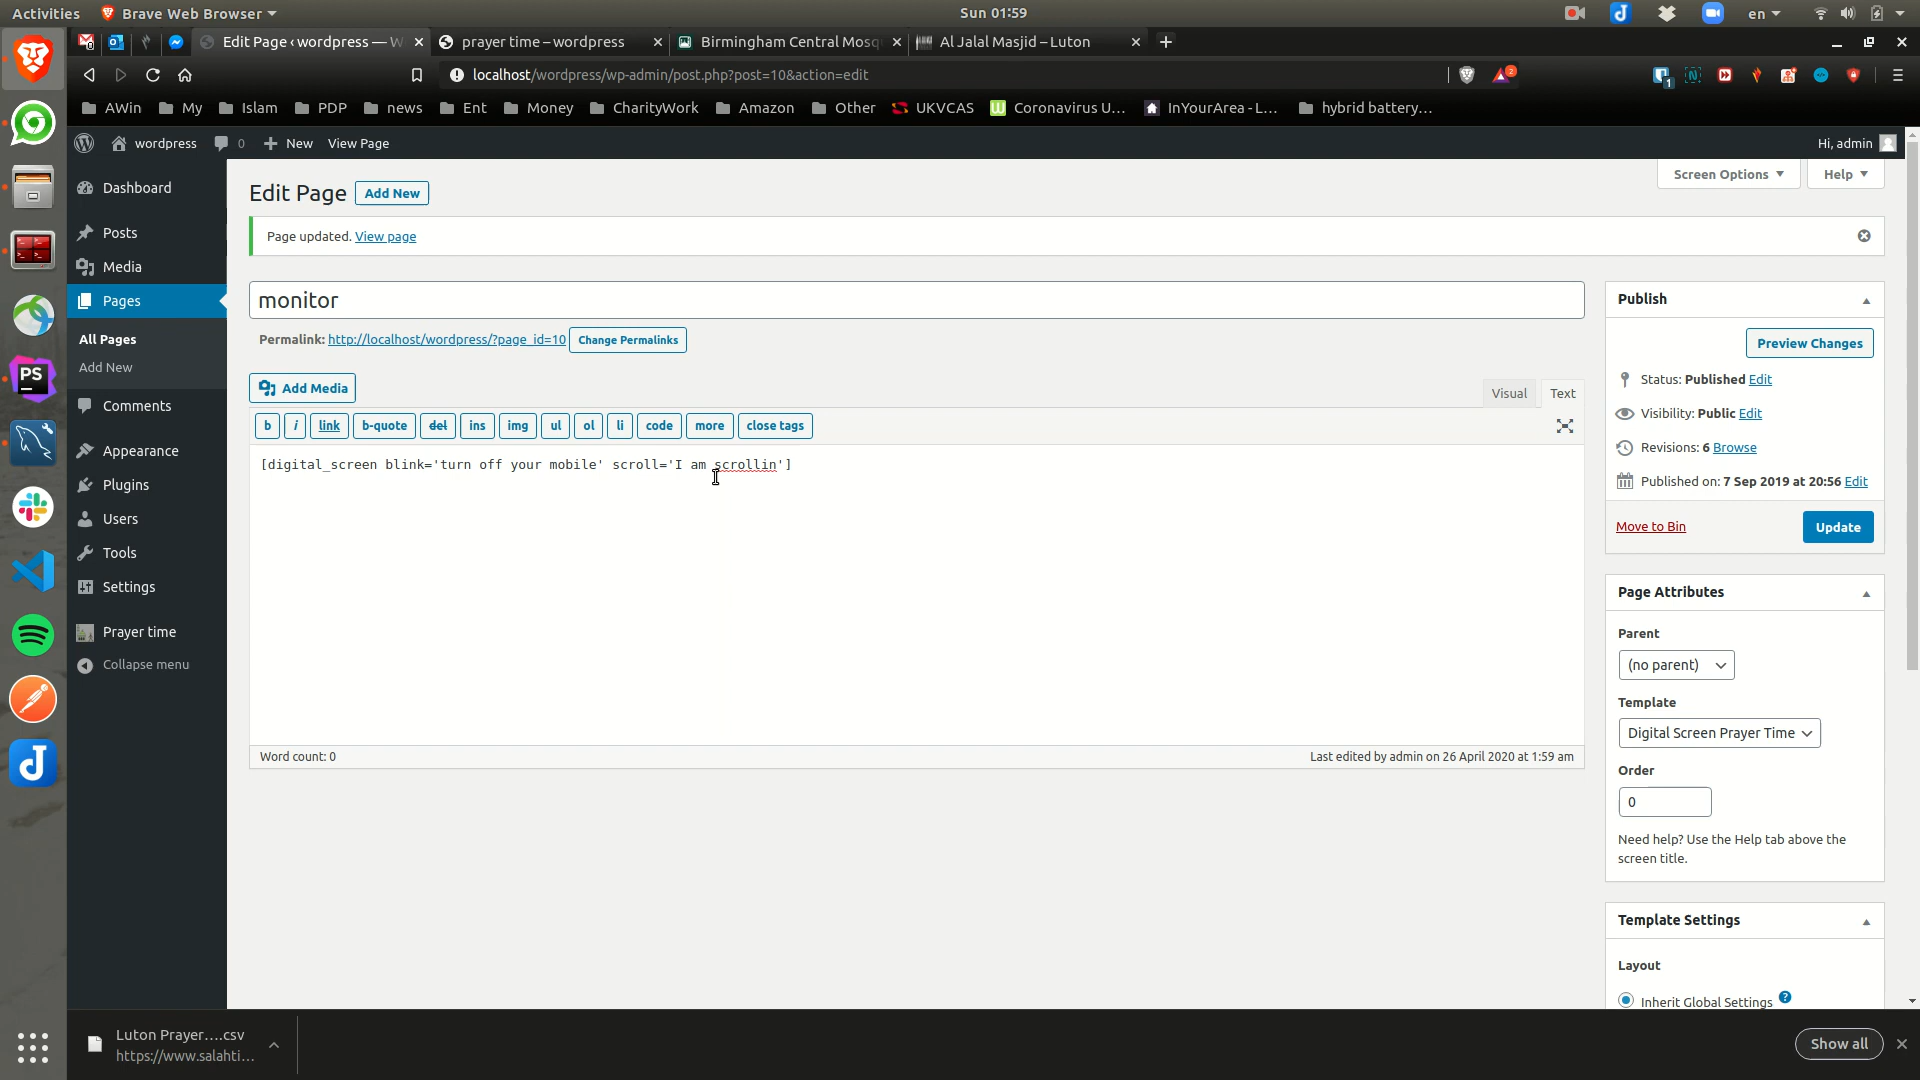 Activities
Brave Web Browser
Sun 01:59
en
Edit Page ‹ wordpress — W
prayer time – wordpress
Birmingham Central Mosq
Al Jalal Masjid – Luton
localhost/wordpress/wp-admin/post.php?post=10&action=edit
2
1
AWin
My
Islam
PDP
news
Ent
Money
CharityWork
Amazon
Other
UKVCAS
Coronavirus U...
InYourArea - L...
hybrid battery...
wordpress
0
New
View Page
Hi, admin
Dashboard
Posts
Media
Pages
All Pages
Add New
Comments
Appearance
Plugins
Users
Tools
Settings
Prayer time
Collapse menu
Edit Page
Add New
Screen Options
Help
Page updated. View page
monitor
Permalink: http://localhost/wordpress/?page_id=10 Change Permalinks
Add Media
Visual
Text
b
i
link
b-quote
del
ins
img
ul
ol
li
code
more
close tags
[digital_screen blink='turn off your mobile' scroll='I am scrollin']
Word count: 0
Last edited by admin on 26 April 2020 at 1:59 am
Publish
Preview Changes
Status: Published Edit
Visibility: Public Edit
Revisions: 6 Browse
Published on: 7 Sep 2019 at 20:56 Edit
Move to Bin
Update
Page Attributes
Parent
(no parent)
Template
Digital Screen Prayer Time
Order
0
Need help? Use the Help tab above the
screen title.
Template Settings
Layout
Inherit Global Settings
?
PS
Luton Prayer....csv
https://www.salahti...
Show all